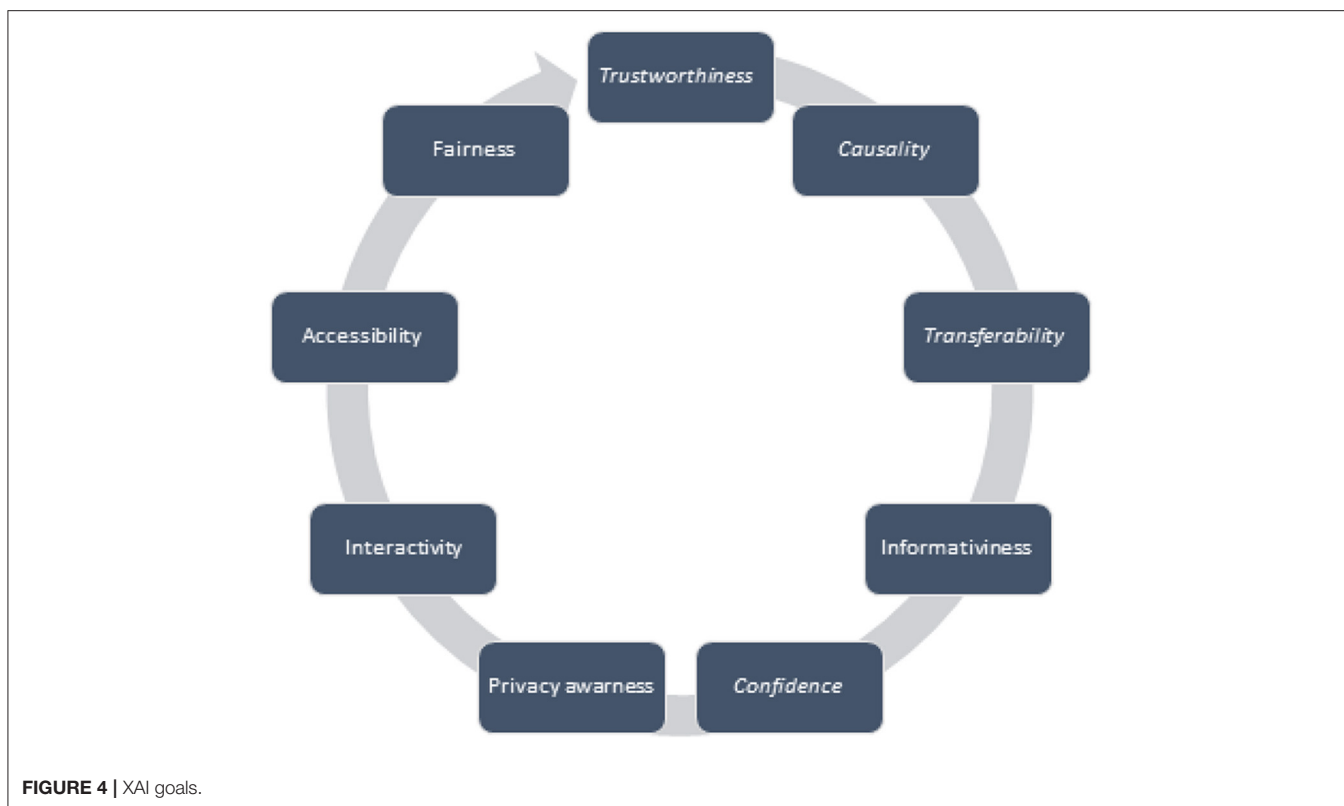 Trustworthiness
Causality
Transferability
Informativiness
Confidence
Privacy awarness
Interactivity
Accessibility
Fairness
FIGURE 4 | XAI goals.